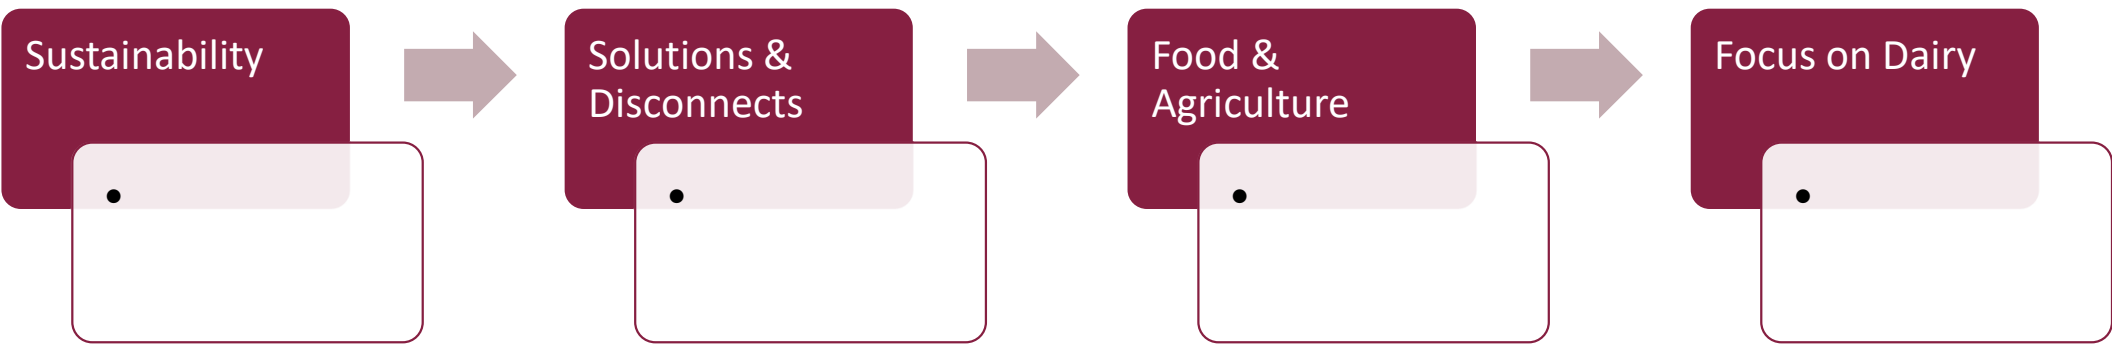 Sustainability
Solutions &
Disconnects
Food &
Agriculture
Focus on Dairy